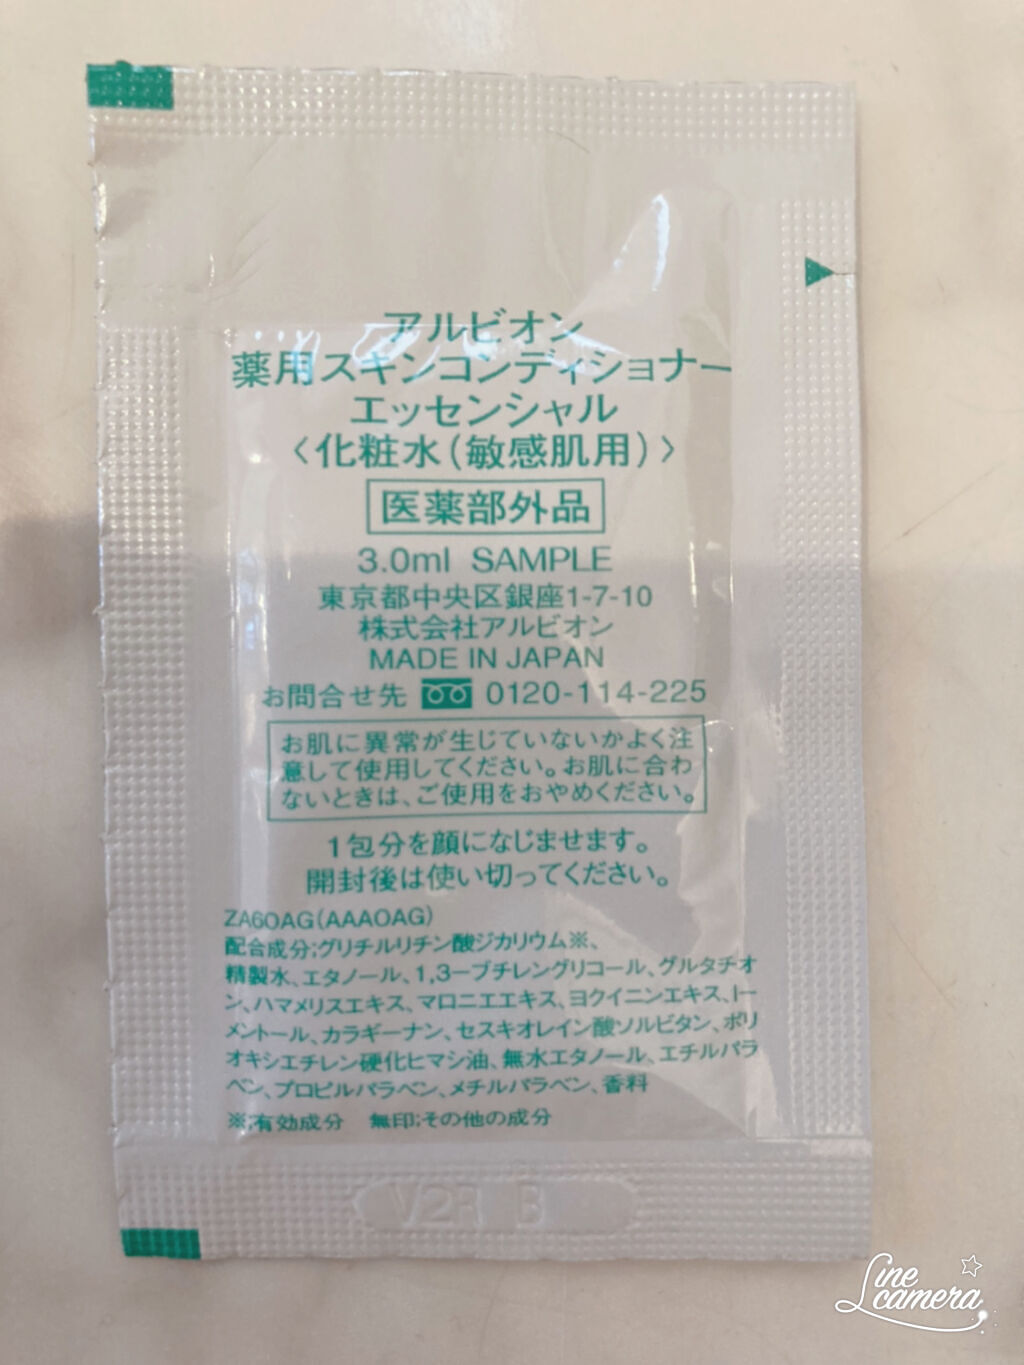 アルビオン
薬用スキンコンディショナー
エッセンシャル
〈化粧水(敏感肌用)〉
医薬部外品
3.0ml SAMPLE
東京都中央区銀座1-7-10
株式会社アルビオン
MADE IN JAPAN
お問合せ先 0120-114-225
お肌に異常が生じていないかよく注
意して使用してください。お肌に合わ
ないときは、ご使用をおやめください。
1包分を顔になじませます。
開封後は使い切ってください。
ZA6OAG(AAAOAG)
配合成分;グリチルリチン酸ジカリウム※、
精製水、エタノール、1,3-ブチレングリコール、グルタチオ
ン、ハマメリスエキス、マロニエエキス、ヨクイニンエキス、l-
メントール、カラギーナン、セスキオレイン酸ソルビタン、ポリ
オキシエチレン硬化ヒマシ油、無水エタノール、エチルパラ
ベン、プロピルパラベン、メチルパラベン、香料
※;有効成分 無印;その他の成分
V2R B
Line camera